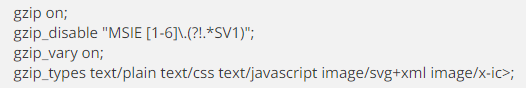 gzip on;
gzip_disable "MSIE [1-6]\.(?!.*SV1)";
gzip_vary on;
gzip_types text/plain text/css text/javascript image/svg+xml image/x-ic>;